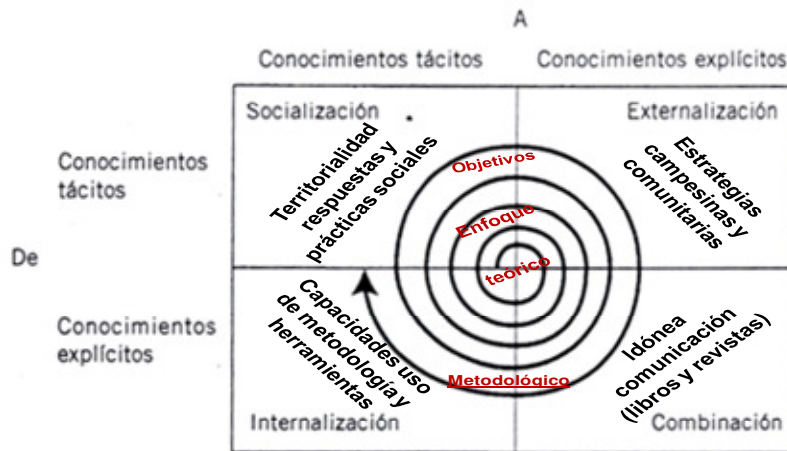 A
Conocimientos tácitos
Conocimientos explícitos
Socialización
Externalización
Territorialidad
respuestas y
prácticas sociales
Objetivos
Estrategias
campesinas y
comunitarias
Conocimientos
tácitos
Enfoque
De
teórico
Capacidades uso
de metodología y
herramientas
Idónea
comunicación
(libros y revistas)
Conocimientos
explícitos
Metodológico
Internalización
Combinación